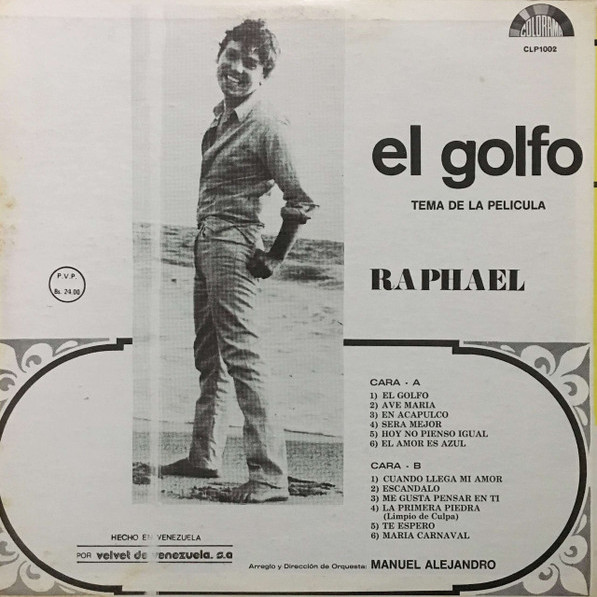 COLORAMA
CLP1002
el golfo
TEMA DE LA PELICULA
RAPHAEL
P.V.P.
Bs. 24.00
CARA - A
1) EL GOLFO
2) AVE MARIA
3) EN ACAPULCO
4) SERA MEJOR
5) HOY NO PIENSO IGUAL
6) EL AMOR ES AZUL
CARA - B
1) CUANDO LLEGA MI AMOR
2) ESCANDALO
3) ME GUSTA PENSAR EN TI
4) LA PRIMERA PIEDRA
(Limpio de Culpa)
5) TE ESPERO
6) MARIA CARNAVAL
HECHO EN VENEZUELA
POR velvet de venezuela. s.a
Arreglo y Dirección de Orquesta: MANUEL ALEJANDRO